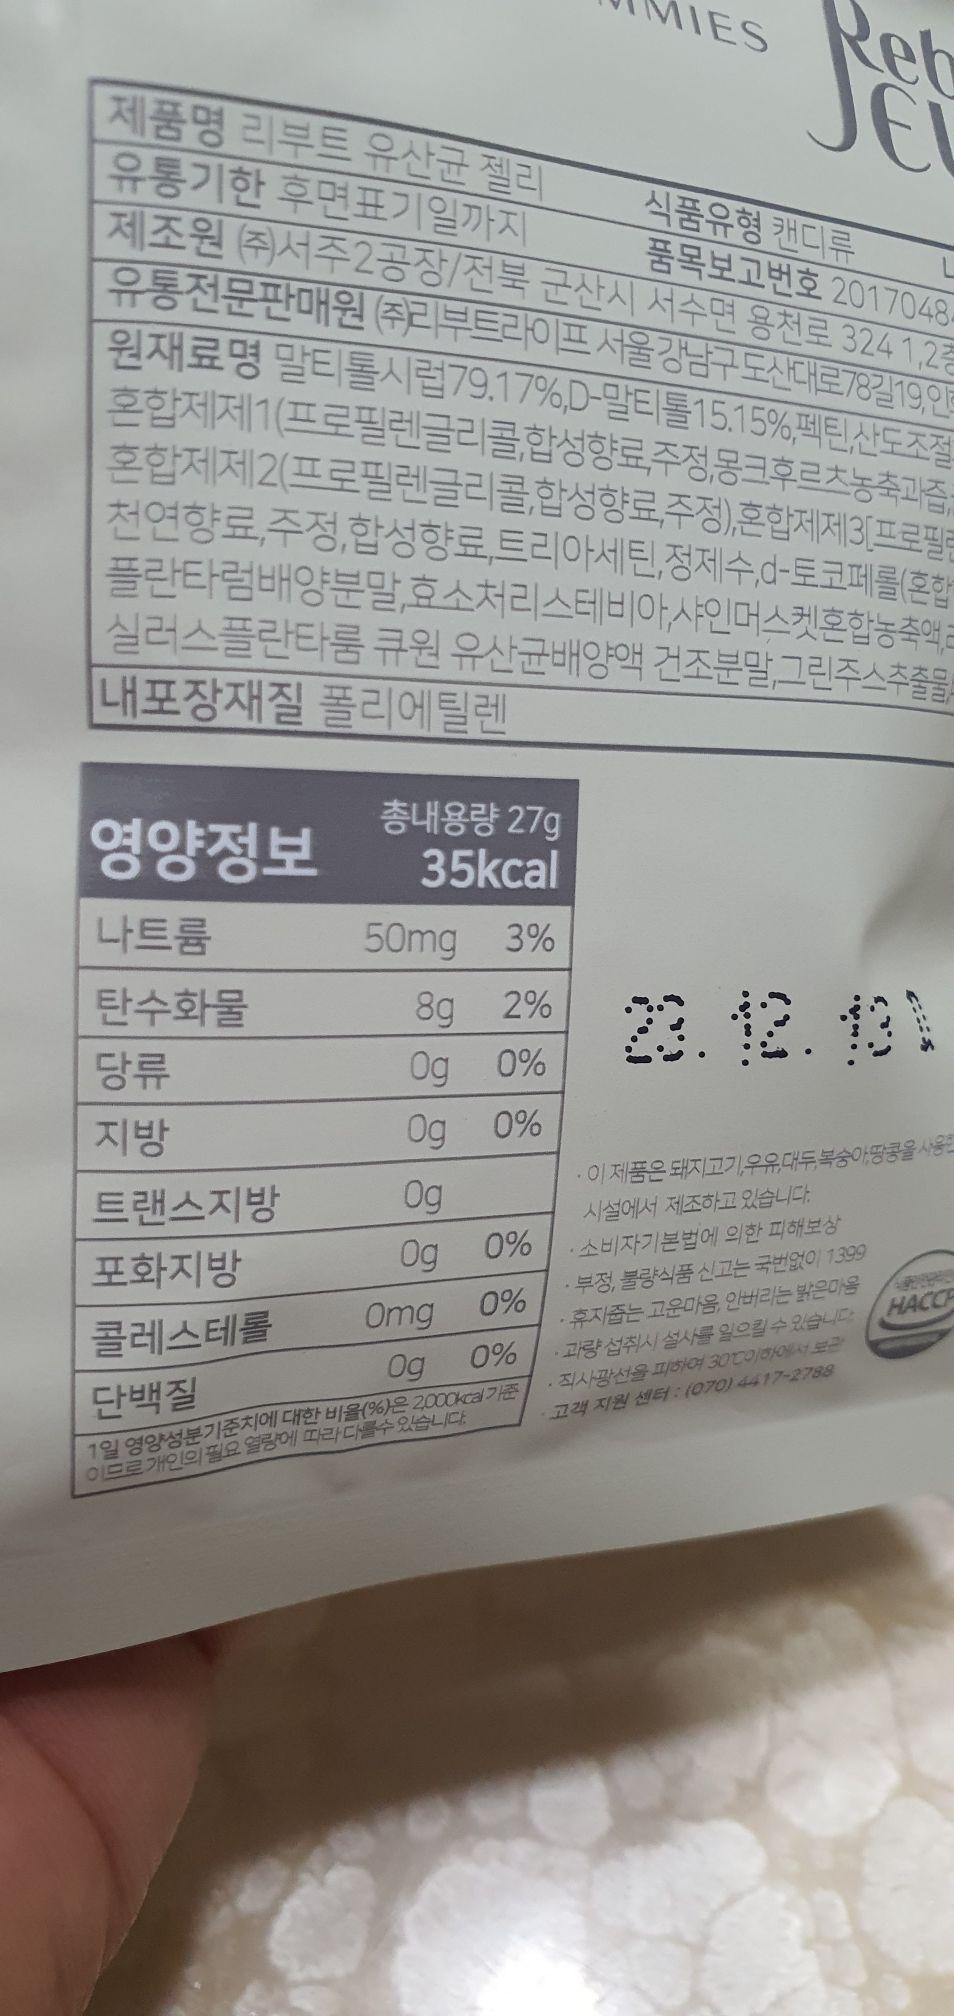 MMIES
Reb
제품명 리부트 유산균 젤리
식품유형 캔디류
유통기한 후면표기일까지
품목보고번호 2017048
제조원 (주)서주2공장/전북 군산시 서수면 용천로 324 1,2층
유통전문판매원 (주)리부트라이프 서울강남구도산대로78길19,
원재료명 말티톨시럽79.17%,D-말티톨15.15%,펙틴,산도조절
혼합제제1(프로필렌글리콜,합성향료,주정,몽크후르츠농축과즙,
혼합제제2(프로필렌글리콜,합성향료,주정),혼합제제3[프로필렌
천연향료,주정,합성향료,트리아세틴,정제수,d-토코페롤(혼합
플란타럼배양분말,효소처리스테비아,샤인머스켓혼합농축액,
실러스플란타룸 큐원 유산균배양액 건조분말,그린주스추출물,
내포장재질 폴리에틸렌
영양정보
총내용량 27g
35kcal
나트륨 50mg 3%
탄수화물 8g 2%
당류 0g 0%
지방 0g 0%
트랜스지방 0g
포화지방 0g 0%
콜레스테롤 0mg 0%
단백질 0g 0%
1일 영양성분기준치에 대한 비율(%)은 2,000kcal기준
이므로개인의필요 열량에 따라 다를수있습니다.
23. 12. 13
· 이 제품은 돼지고기,우유,대두,복숭아,땅콩을 사용한
시설에서 제조하고 있습니다.
· 소비자기본법에 의한 피해보상
· 부정, 불량식품 신고는 국번없이 1399
· 휴지줍는 고운마음, 안버리는 밝은마음
· 과량 섭취시 설사를 일으킬 수 있습니다.
· 직사광선을 피하여 30℃이하에서 보관
· 고객 지원 센터 : (070) 4417-2788
HACCP